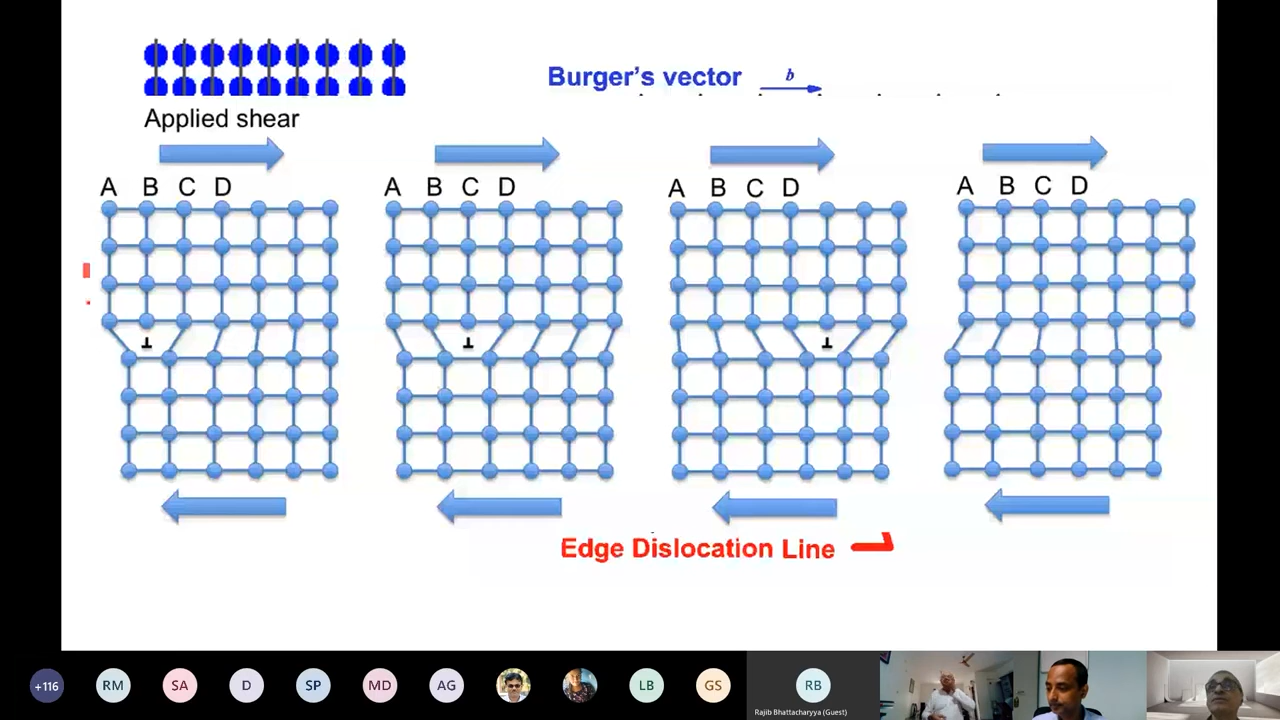 Burger's vector b
Applied shear
A B C D
A B C D
A B C D
A B C D
Edge Dislocation Line
+116 RM SA D SP MD AG LB GS RB
Rajib Bhattacharyya (Guest)